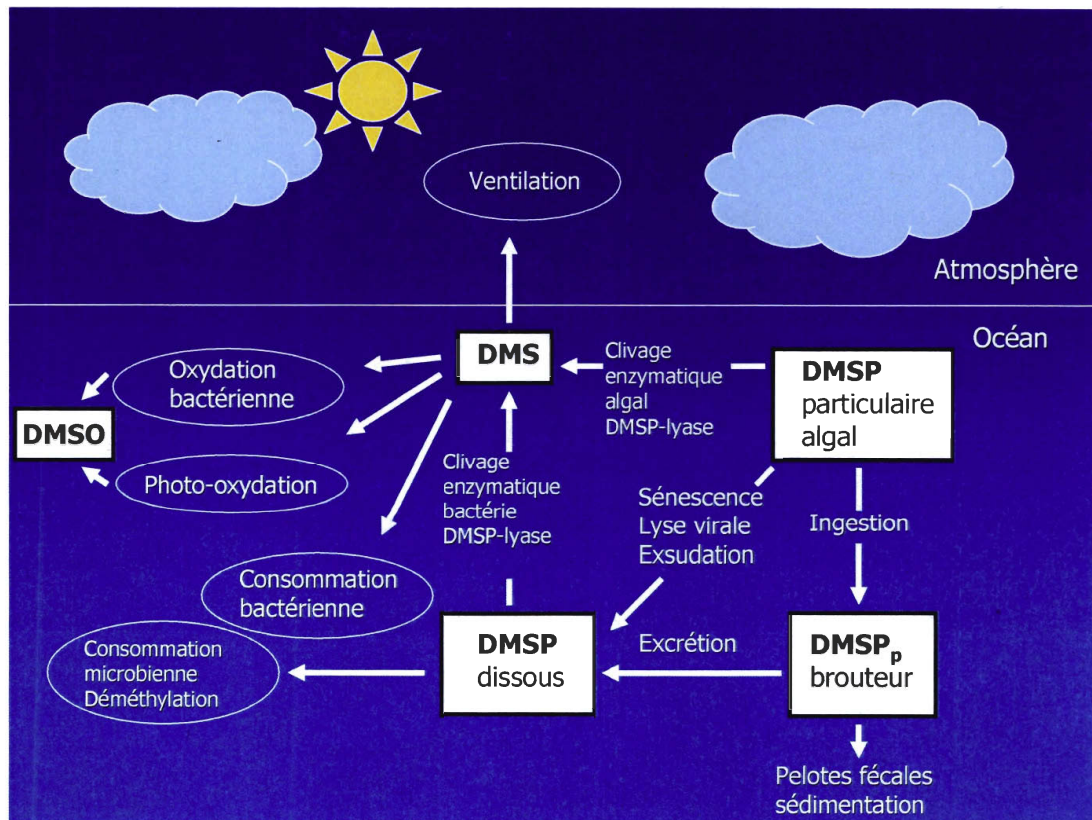 Ventilation
Atmosphère
Océan
DMS
Clivage
enzymatique
algal
DMSP-lyase
DMSP
particulaire
algal
Oxydation
bactérienne
DMSO
Photo-oxydation
Clivage
enzymatique
bactérie
DMSP-lyase
Sénescence
Lyse virale
Exsudation
Ingestion
Consommation
bactérienne
Consommation
microbienne
Déméthylation
DMSP
dissous
Excrétion
DMSPp
brouteur
Pelotes fécales
sédimentation